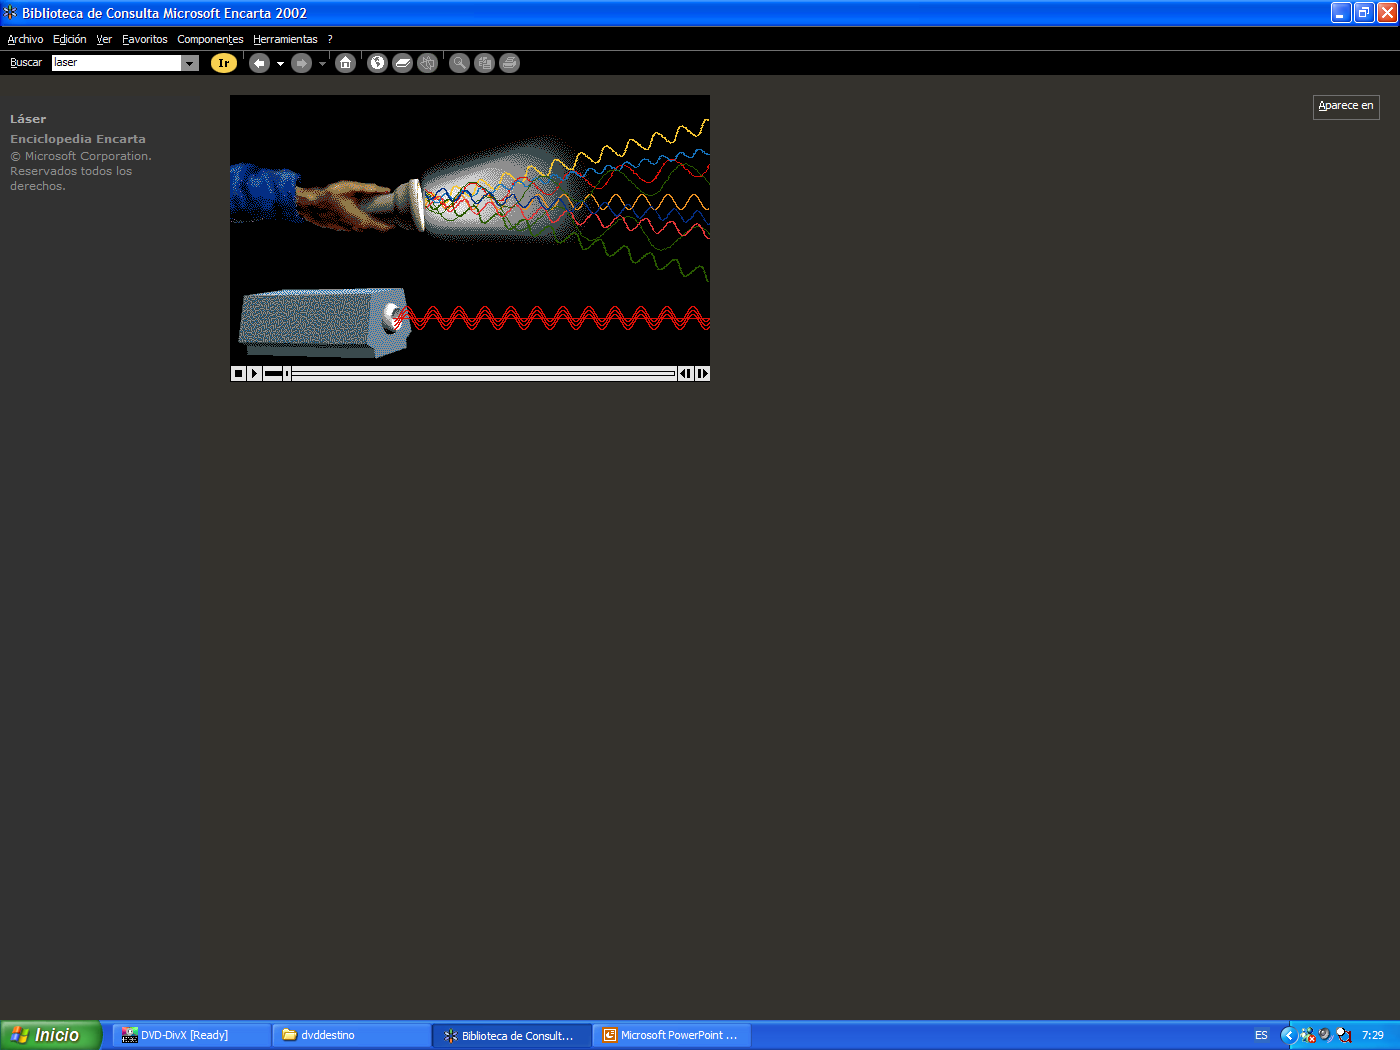 Biblioteca de Consulta Microsoft Encarta 2002
Archivo Edición Ver Favoritos Componentes Herramientas ?
Buscar laser Ir
Láser
Enciclopedia Encarta
© Microsoft Corporation.
Reservados todos los
derechos.
Aparece en
Inicio DVD-DivX [Ready] dvddestino Biblioteca de Consult... Microsoft PowerPoint ... ES 7:29